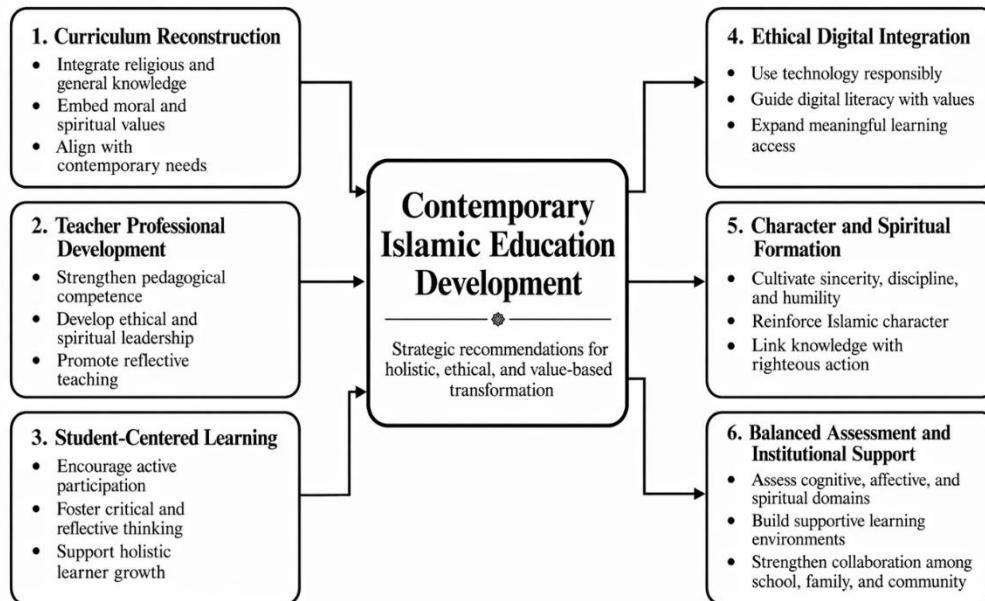 1. Curriculum Reconstruction
• Integrate religious and
general knowledge
• Embed moral and
spiritual values
• Align with
contemporary needs
2. Teacher Professional
Development
• Strengthen pedagogical
competence
• Develop ethical and
spiritual leadership
• Promote reflective
teaching
3. Student-Centered Learning
• Encourage active
participation
• Foster critical and
reflective thinking
• Support holistic
learner growth
Contemporary
Islamic Education
Development
Strategic recommendations for
holistic, ethical, and value-based
transformation
4. Ethical Digital Integration
• Use technology responsibly
• Guide digital literacy with values
• Expand meaningful learning
access
5. Character and Spiritual
Formation
• Cultivate sincerity, discipline,
and humility
• Reinforce Islamic character
• Link knowledge with
righteous action
6. Balanced Assessment and
Institutional Support
• Assess cognitive, affective, and
spiritual domains
• Build supportive learning
environments
• Strengthen collaboration among
school, family, and community